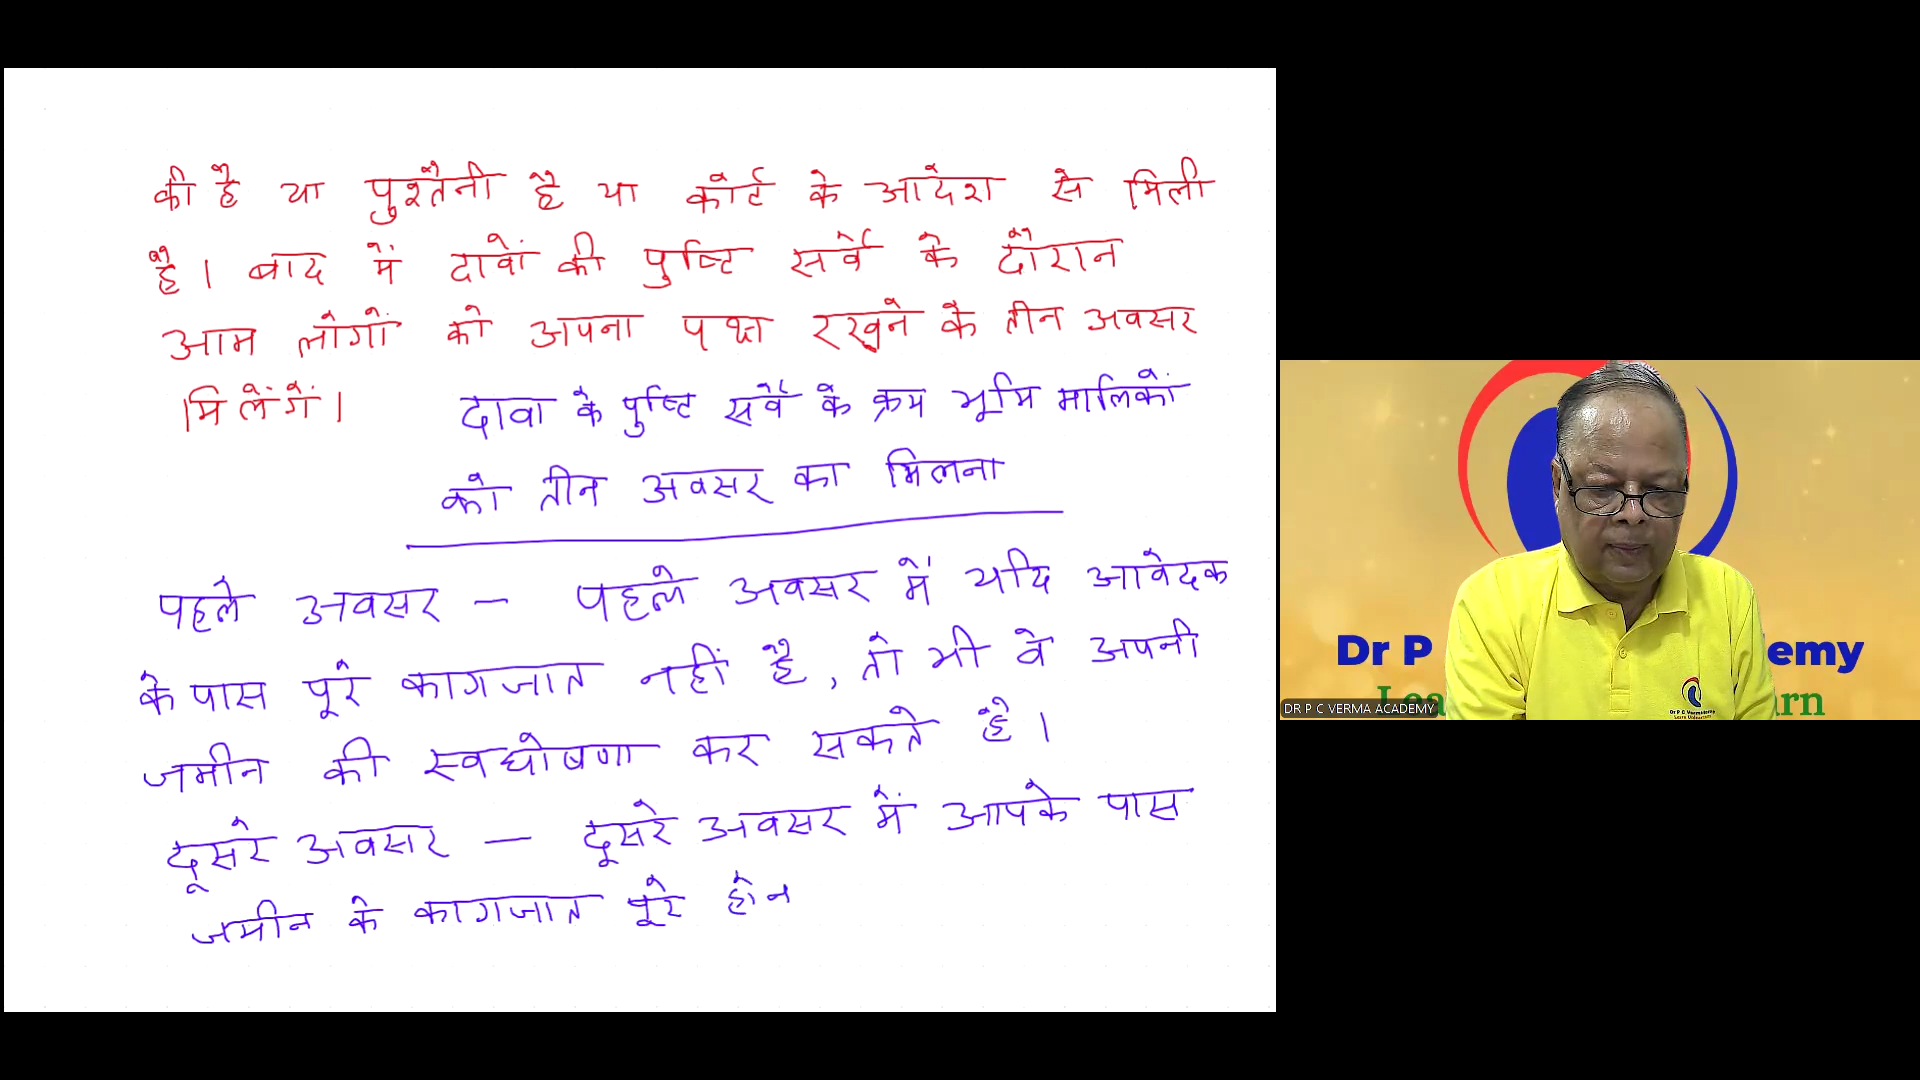 की है या पुश्तैनी है या कोर्ट के आदेश से मिली
है। बाद में दावों की पुष्टि सर्वे के दौरान
आम लोगों को अपना पक्ष रखने के तीन अवसर
मिलेंगें।
दावा के पुष्टि सर्वे के क्रम भूमि मालिकों
को तीन अवसर का मिलना
पहले अवसर – पहले अवसर में यदि आवेदक
के पास पूरे कागजात नहीं है, तो भी वे अपनी
जमीन की स्वघोषणा कर सकते है।
दूसरे अवसर – दूसरे अवसर में आपके पास
जमीन के कागजात पूरे होन
Dr P emy
Lea rn
DR P C VERMA ACADEMY